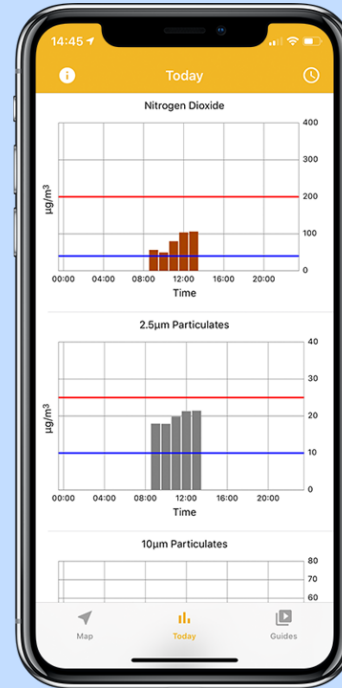 14:45
Today
Nitrogen Dioxide
400
300
200
100
0
µg/m³
00:00 04:00 08:00 12:00 16:00 20:00
Time
2.5µm Particulates
40
30
20
10
0
µg/m³
00:00 04:00 08:00 12:00 16:00 20:00
Time
10µm Particulates
80
70
60
Map Today Guides